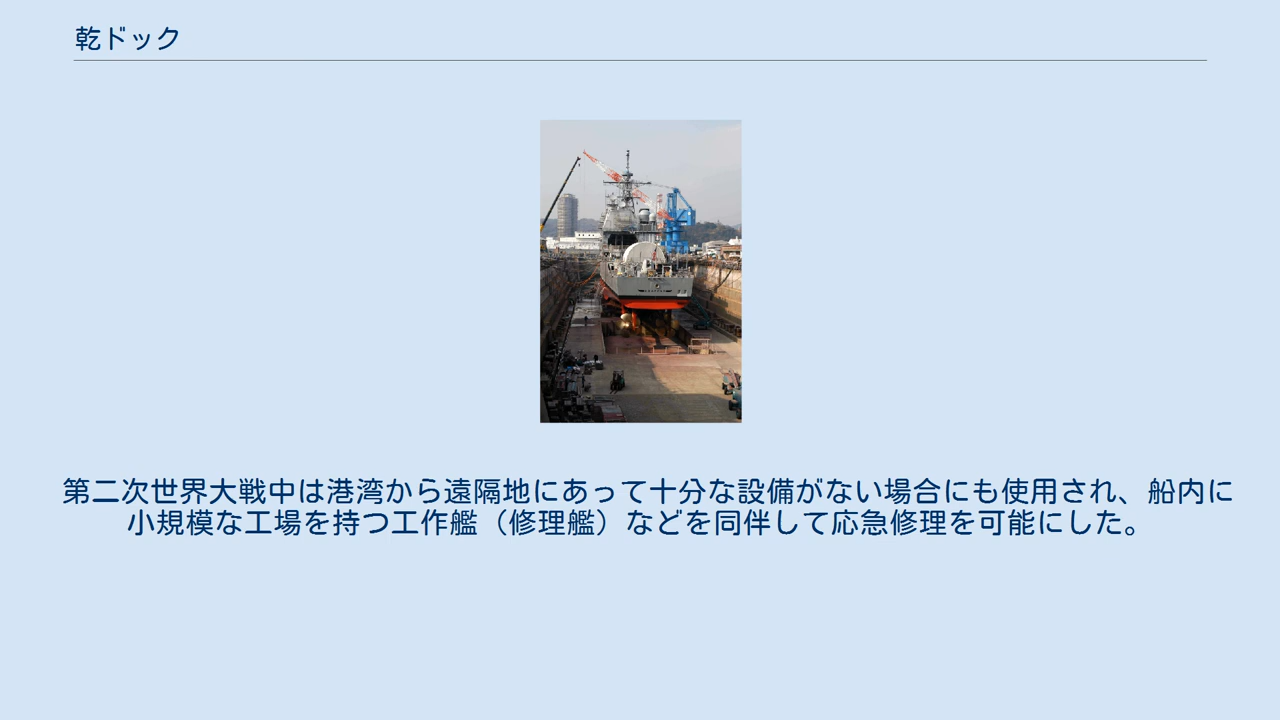 乾ドック
第二次世界大戦中は港湾から遠隔地にあって十分な設備がない場合にも使用され、船内に
小規模な工場を持つ工作艦（修理艦）などを同伴して応急修理を可能にした。